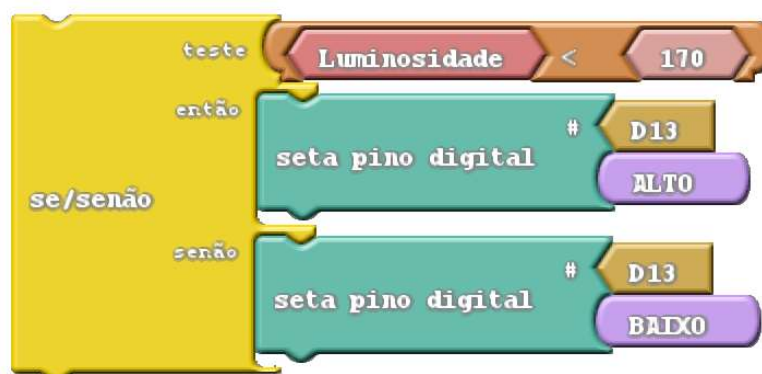 teste Luminosidade < 170
então
# D13
seta pino digital
ALTO
se/senão
senão
# D13
seta pino digital
BAIXO